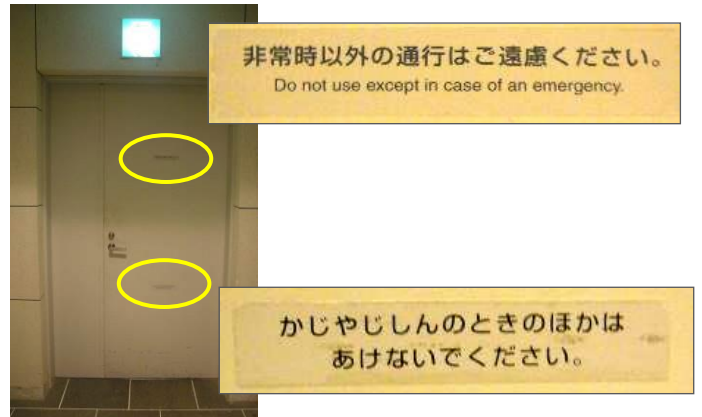 非常時以外の通行はご遠慮ください。
Do not use except in case of an emergency.
かじやじしんのときのほかは
あけないでください。